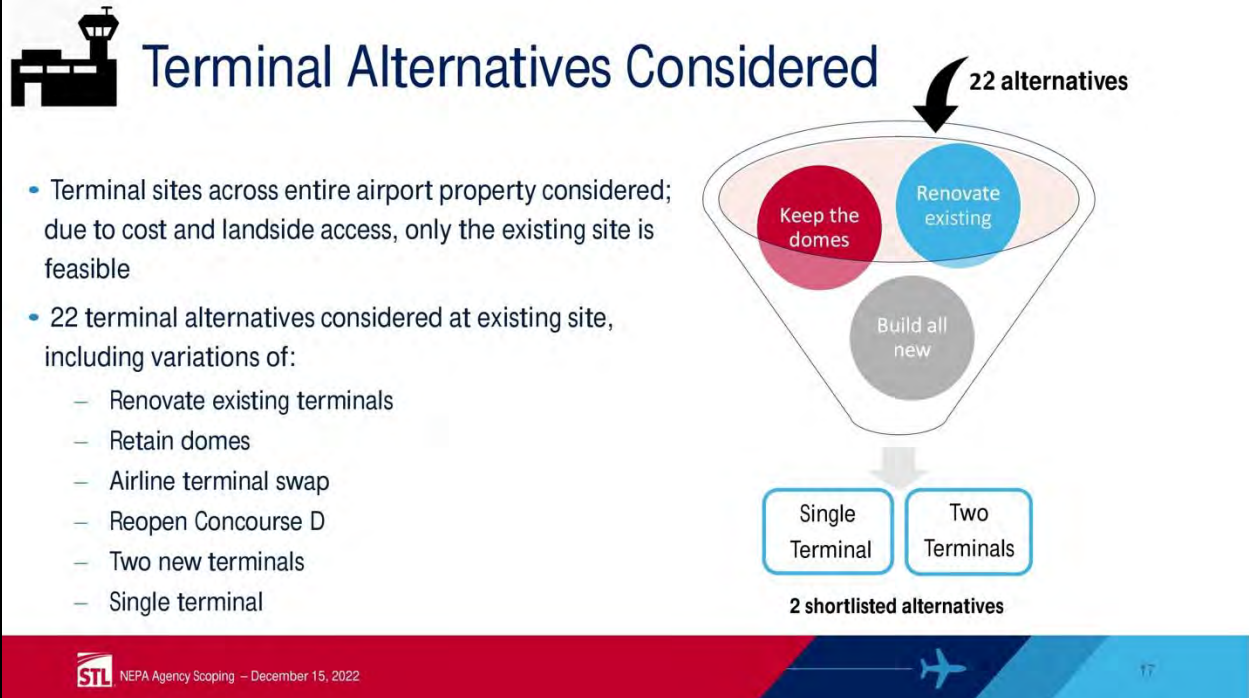 Terminal Alternatives Considered
22 alternatives
• Terminal sites across entire airport property considered;
due to cost and landside access, only the existing site is
feasible
• 22 terminal alternatives considered at existing site,
including variations of:
– Renovate existing terminals
– Retain domes
– Airline terminal swap
– Reopen Concourse D
– Two new terminals
– Single terminal
Keep the
domes
Renovate
existing
Build all
new
Single
Terminal
Two
Terminals
2 shortlisted alternatives
STL NEPA Agency Scoping – December 15, 2022
17